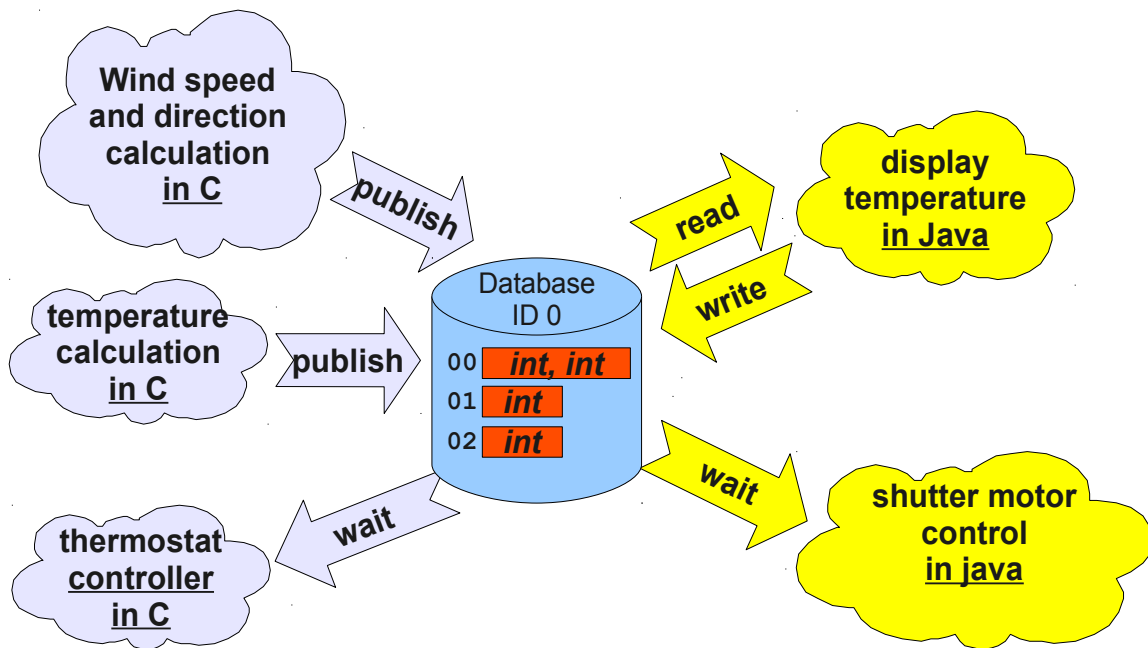 Wind speed
and direction
calculation
in C
publish
temperature
calculation
in C
publish
thermostat
controller
in C
wait
Database
ID 0
00 int, int
01 int
02 int
read
write
display
temperature
in Java
wait
shutter motor
control
in java